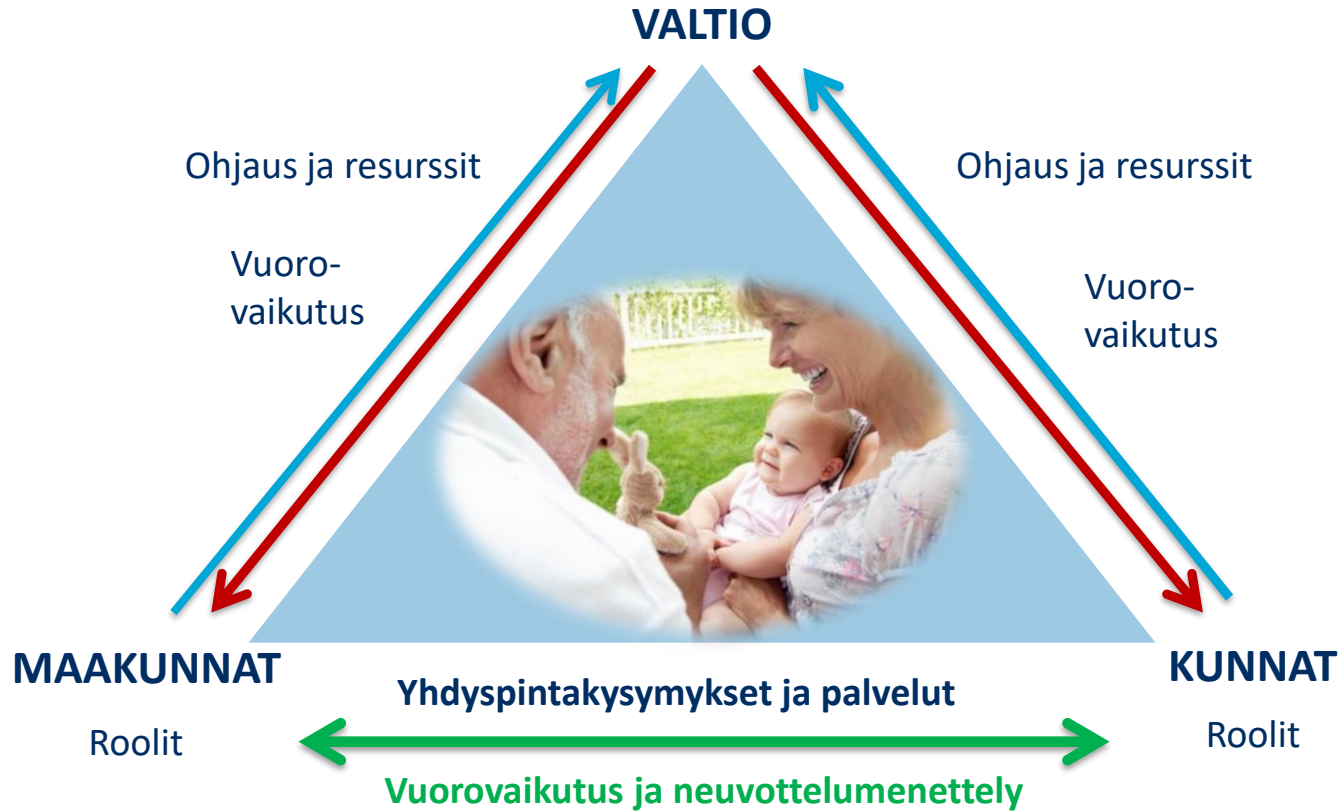 VALTIO
Ohjaus ja resurssit
Ohjaus ja resurssit
Vuoro-
vaikutus
Vuoro-
vaikutus
MAAKUNNAT
KUNNAT
Yhdyspintakysymykset ja palvelut
Roolit
Roolit
Vuorovaikutus ja neuvottelumenettely